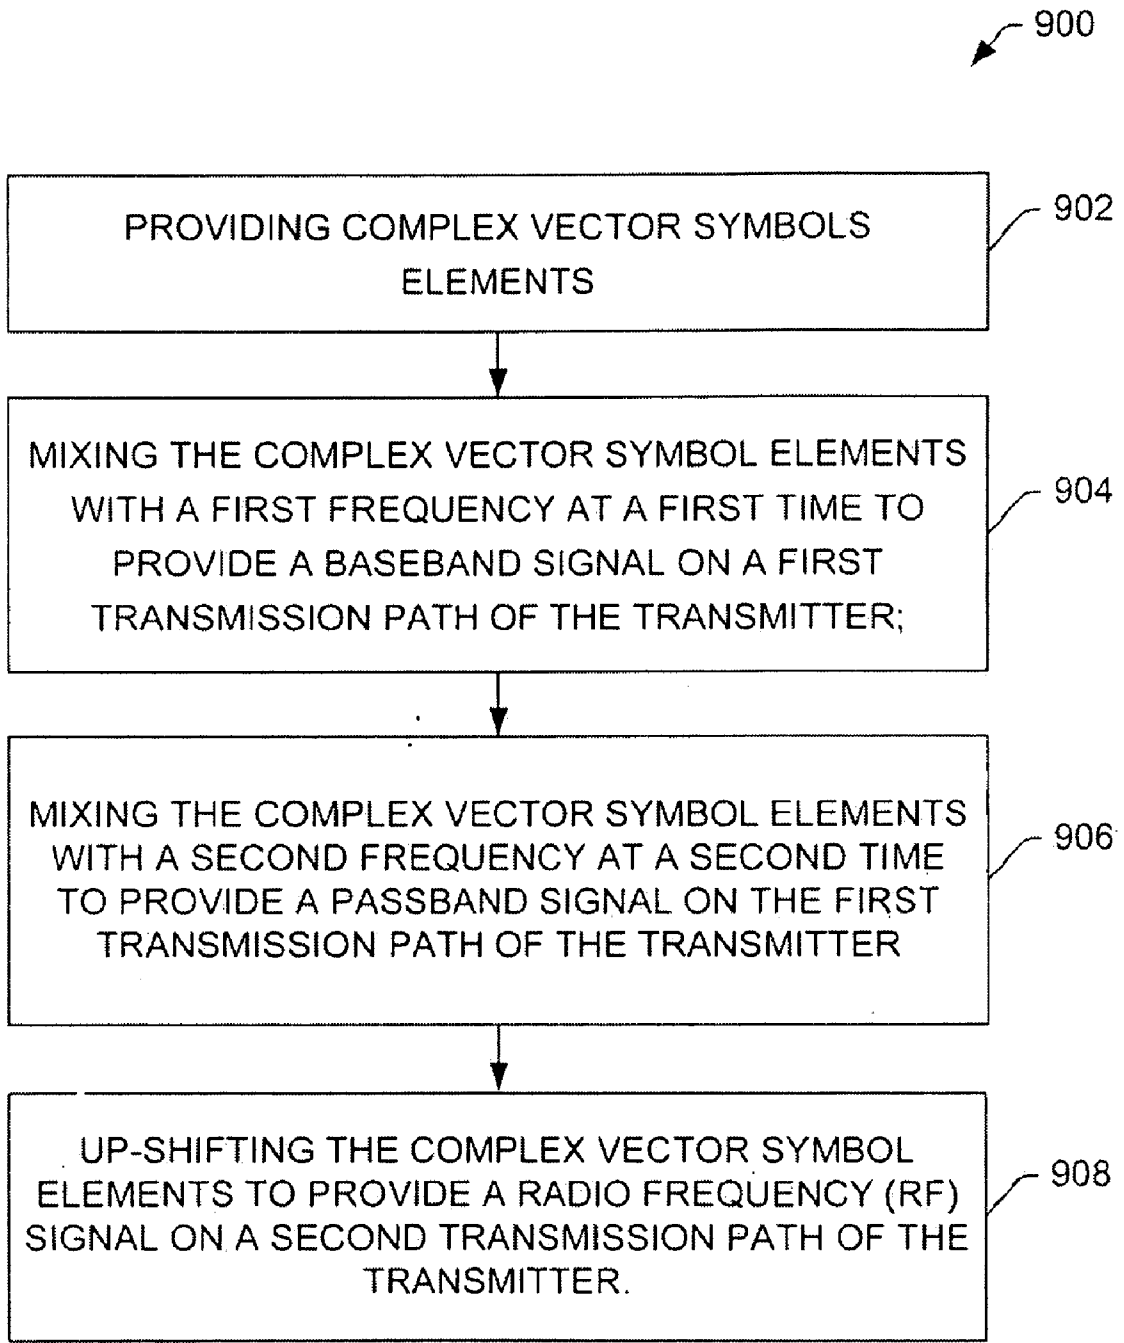 900
PROVIDING COMPLEX VECTOR SYMBOLS
ELEMENTS
902
MIXING THE COMPLEX VECTOR SYMBOL ELEMENTS
WITH A FIRST FREQUENCY AT A FIRST TIME TO
PROVIDE A BASEBAND SIGNAL ON A FIRST
TRANSMISSION PATH OF THE TRANSMITTER;
904
MIXING THE COMPLEX VECTOR SYMBOL ELEMENTS
WITH A SECOND FREQUENCY AT A SECOND TIME
TO PROVIDE A PASSBAND SIGNAL ON THE FIRST
TRANSMISSION PATH OF THE TRANSMITTER
906
UP-SHIFTING THE COMPLEX VECTOR SYMBOL
ELEMENTS TO PROVIDE A RADIO FREQUENCY (RF)
SIGNAL ON A SECOND TRANSMISSION PATH OF THE
TRANSMITTER.
908